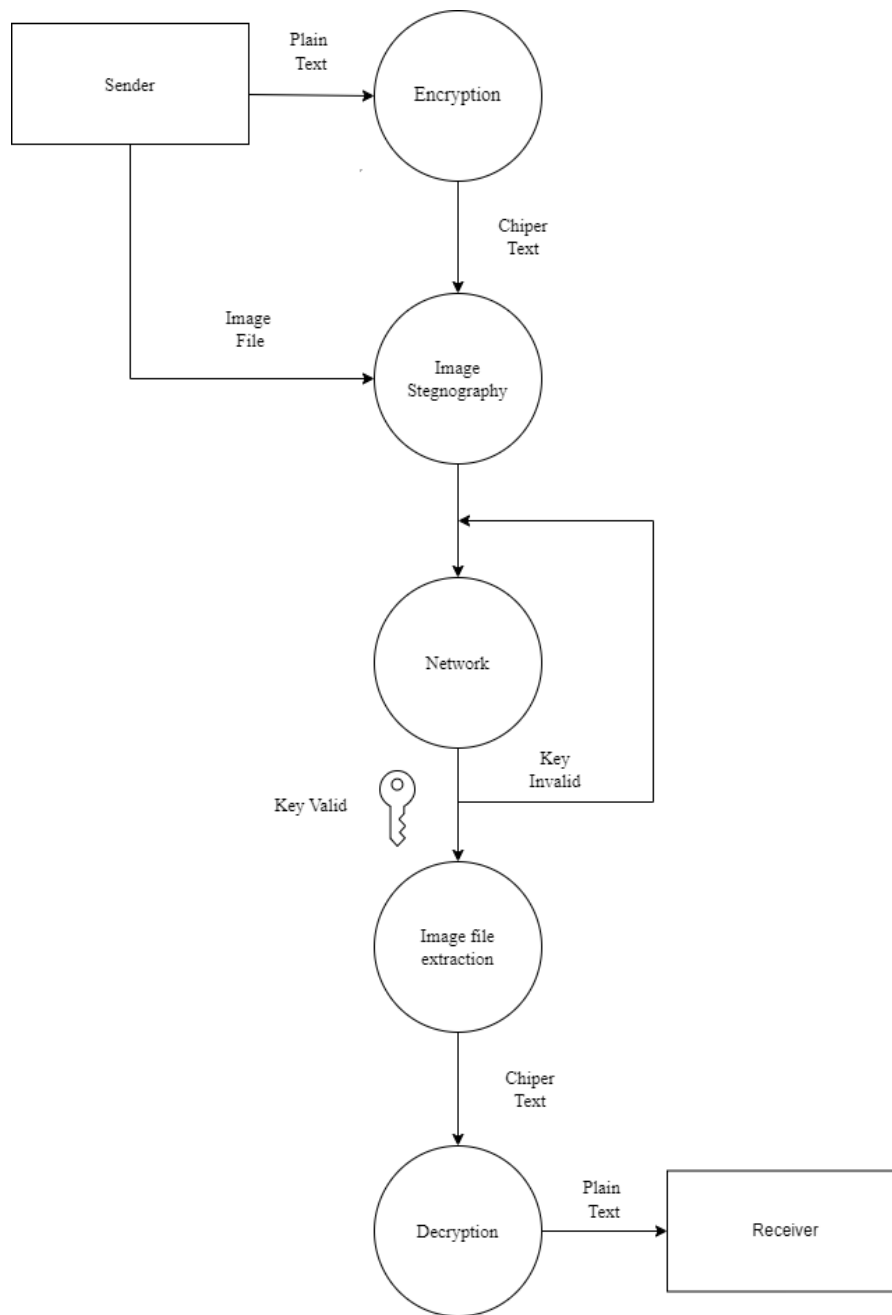 Sender
Plain
Text
Encryption
Chiper
Text
Image
File
Image
Stegnography
Network
Key
Invalid
Key Valid
Image file
extraction
Chiper
Text
Decryption
Plain
Text
Receiver